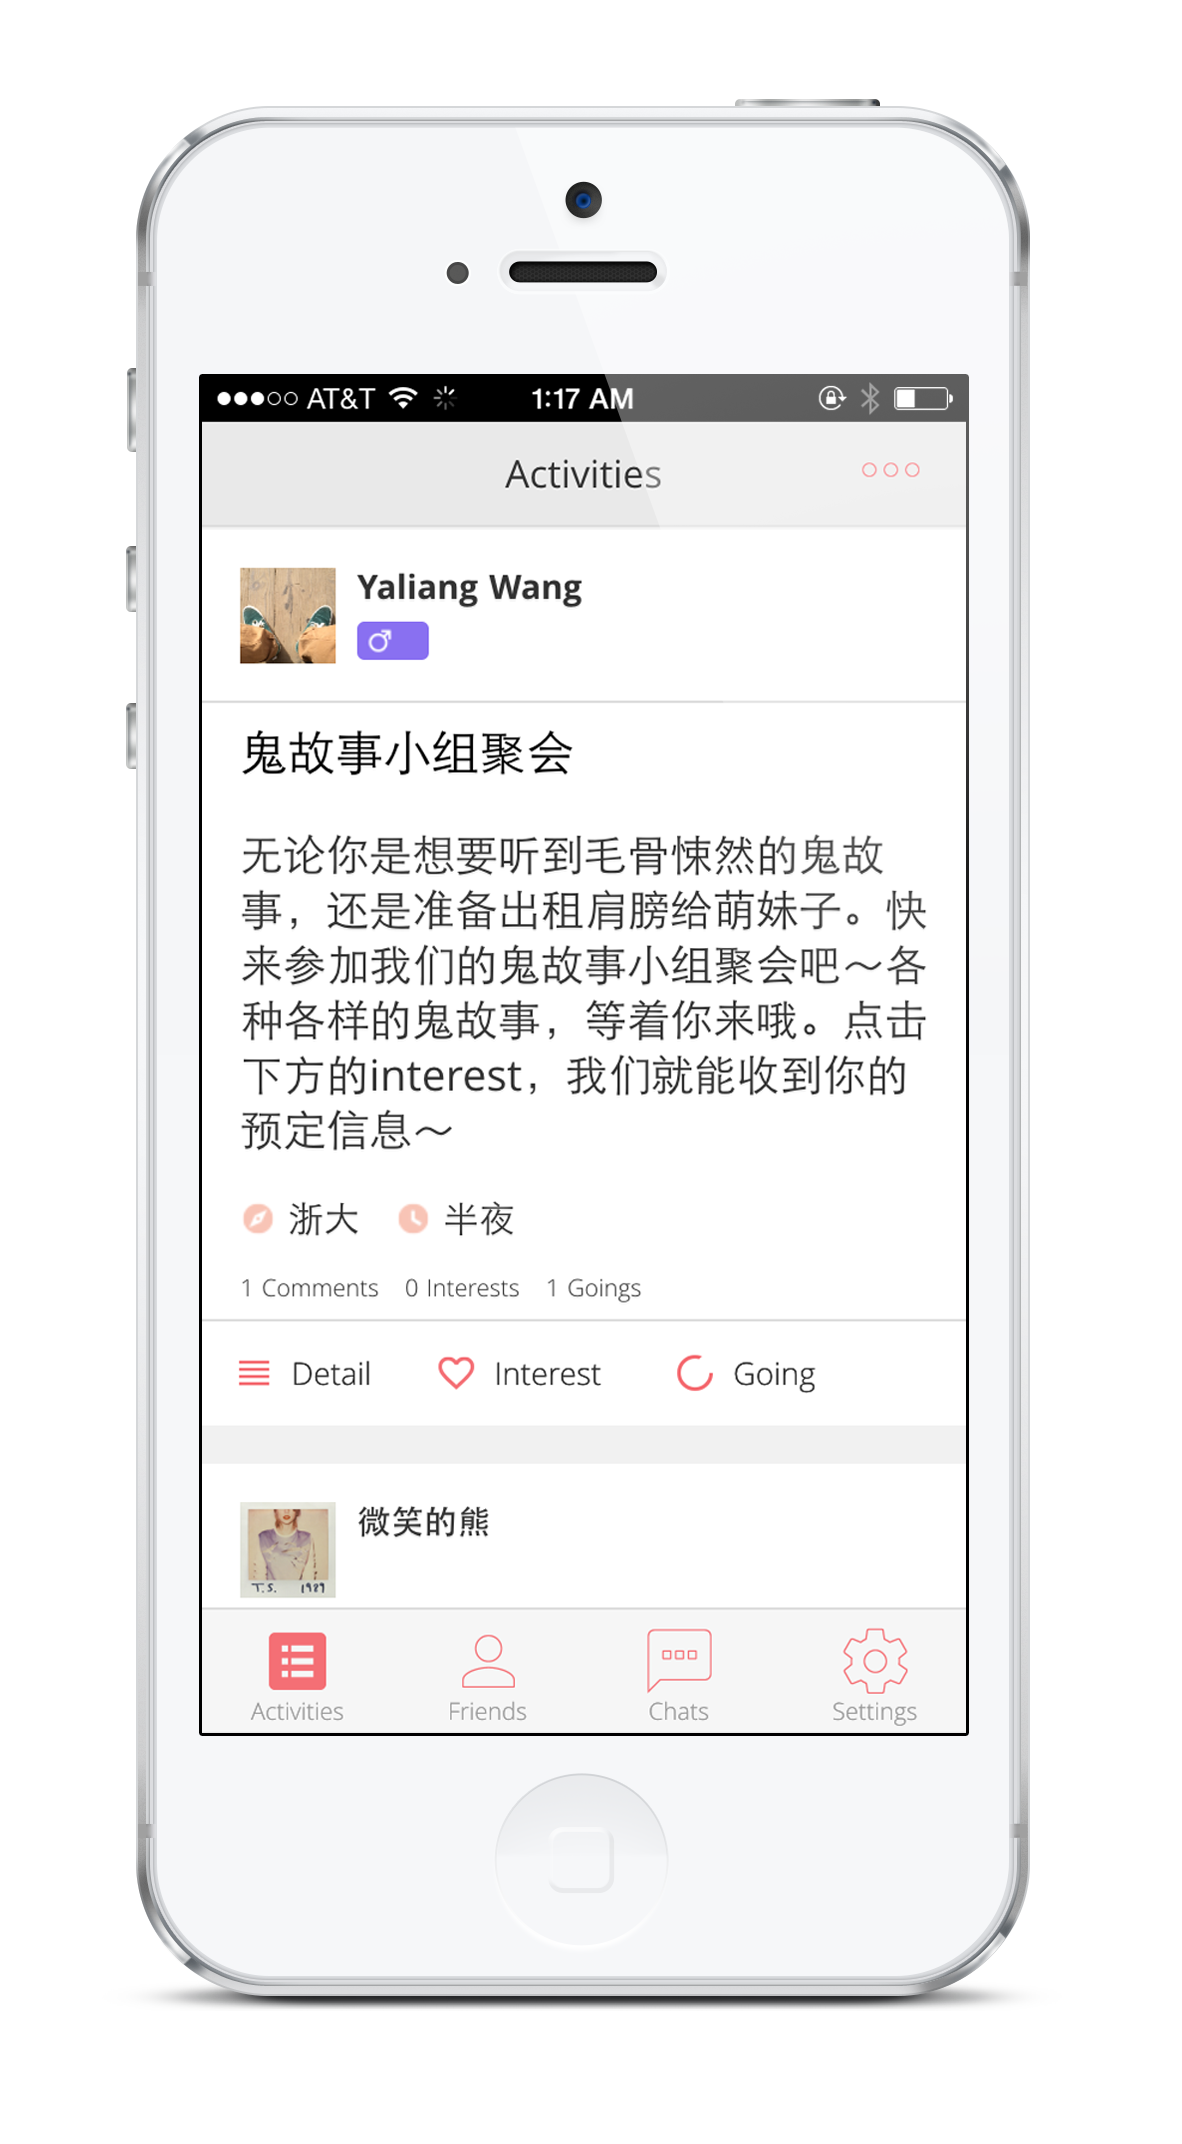 AT&T 1:17 AM
Activities
Yaliang Wang
鬼故事小组聚会
无论你是想要听到毛骨悚然的鬼故
事，还是准备出租肩膀给萌妹子。快
来参加我们的鬼故事小组聚会吧～各
种各样的鬼故事，等着你来哦。点击
下方的interest，我们就能收到你的
预定信息～
浙大 半夜
1 Comments 0 Interests 1 Goings
Detail Interest Going
微笑的熊
T.S. 1989
Activities Friends Chats Settings